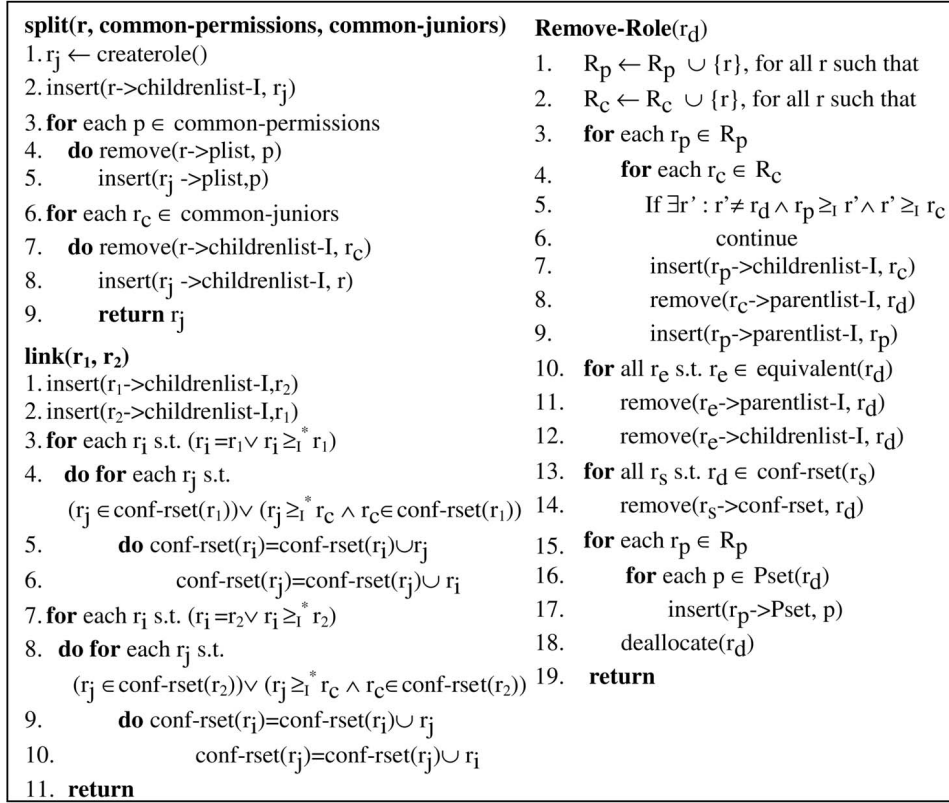 split(r, common-permissions, common-juniors)
1. rj ← createrole()
2. insert(r->childrenlist-I, rj)
3. for each p ∈ common-permissions
4. do remove(r->plist, p)
5. insert(rj ->plist,p)
6. for each rc ∈ common-juniors
7. do remove(r->childrenlist-I, rc)
8. insert(rj ->childrenlist-I, r)
9. return rj
link(r1, r2)
1. insert(r1->childrenlist-I,r2)
2. insert(r2->childrenlist-I,r1)
3. for each ri s.t. (ri =r1∨ ri ≥I* r1)
4. do for each rj s.t.
(rj ∈ conf-rset(r1))∨ (rj ≥I* rc ∧ rc∈ conf-rset(r1))
5. do conf-rset(ri)=conf-rset(ri)∪rj
6. conf-rset(rj)=conf-rset(rj)∪ ri
7. for each ri s.t. (ri =r2∨ ri ≥I* r2)
8. do for each rj s.t.
(rj ∈ conf-rset(r2))∨ (rj ≥I* rc ∧ rc∈ conf-rset(r2))
9. do conf-rset(ri)=conf-rset(ri)∪ rj
10. conf-rset(rj)=conf-rset(rj)∪ ri
11. return
Remove-Role(rd)
1. Rp ← Rp ∪ {r}, for all r such that
2. Rc ← Rc ∪ {r}, for all r such that
3. for each rp ∈ Rp
4. for each rc ∈ Rc
5. If ∃r' : r'≠ rd ∧ rp ≥I r'∧ r' ≥I rc
6. continue
7. insert(rp->childrenlist-I, rc)
8. remove(rc->parentlist-I, rd)
9. insert(rp->parentlist-I, rp)
10. for all re s.t. re ∈ equivalent(rd)
11. remove(re->parentlist-I, rd)
12. remove(re->childrenlist-I, rd)
13. for all rs s.t. rd ∈ conf-rset(rs)
14. remove(rs->conf-rset, rd)
15. for each rp ∈ Rp
16. for each p ∈ Pset(rd)
17. insert(rp->Pset, p)
18. deallocate(rd)
19. return